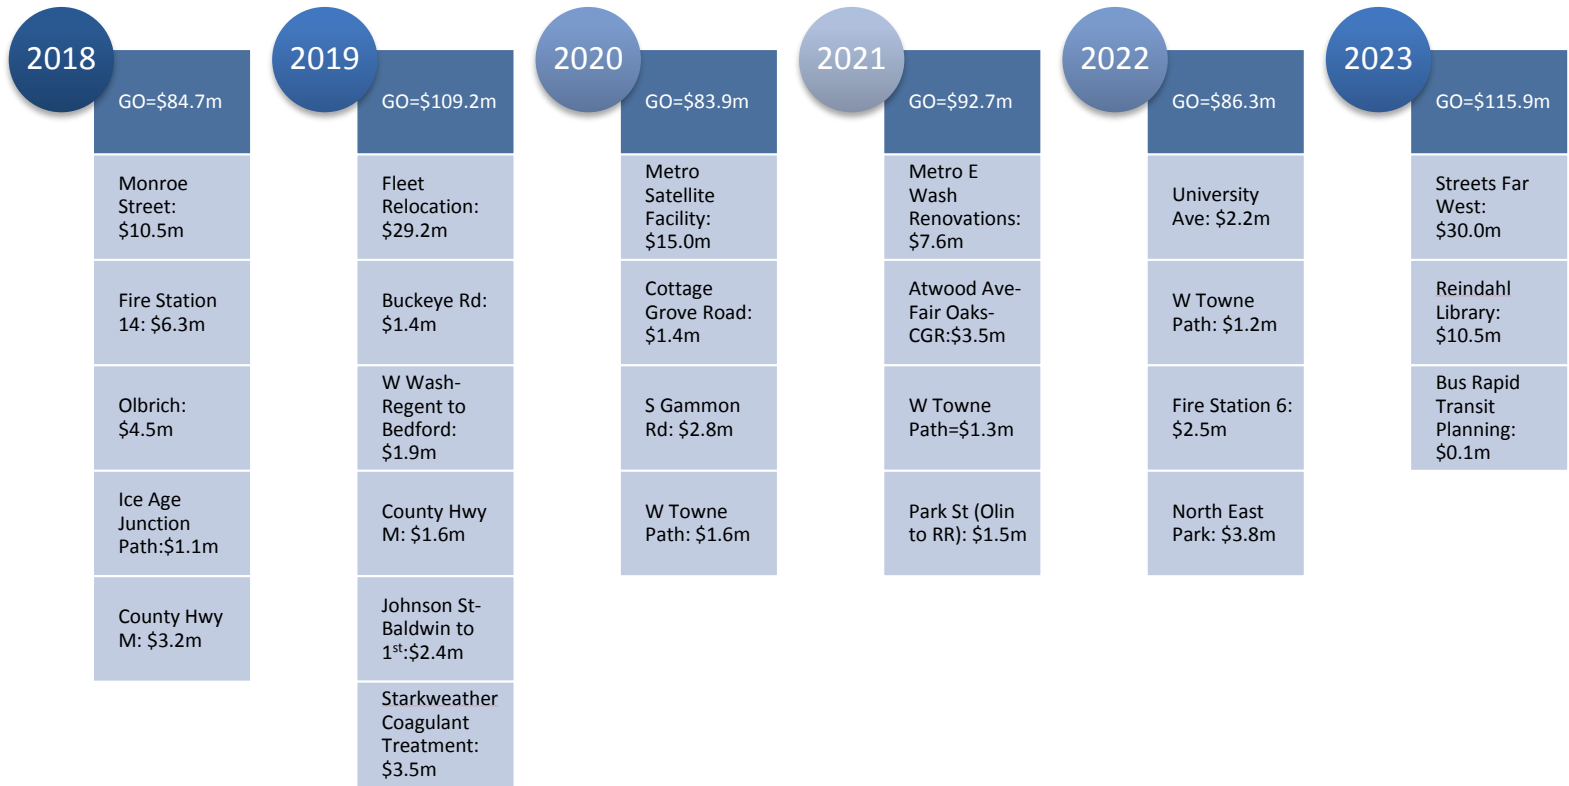 2018
GO=$84.7m
Monroe
Street:
$10.5m
Fire Station
14: $6.3m
Olbrich:
$4.5m
Ice Age
Junction
Path:$1.1m
County Hwy
M: $3.2m
2019
GO=$109.2m
Fleet
Relocation:
$29.2m
Buckeye Rd:
$1.4m
W Wash-
Regent to
Bedford:
$1.9m
County Hwy
M: $1.6m
Johnson St-
Baldwin to
1st:$2.4m
Starkweather
Coagulant
Treatment:
$3.5m
2020
GO=$83.9m
Metro
Satellite
Facility:
$15.0m
Cottage
Grove Road:
$1.4m
S Gammon
Rd: $2.8m
W Towne
Path: $1.6m
2021
GO=$92.7m
Metro E
Wash
Renovations:
$7.6m
Atwood Ave-
Fair Oaks-
CGR:$3.5m
W Towne
Path=$1.3m
Park St (Olin
to RR): $1.5m
2022
GO=$86.3m
University
Ave: $2.2m
W Towne
Path: $1.2m
Fire Station 6:
$2.5m
North East
Park: $3.8m
2023
GO=$115.9m
Streets Far
West:
$30.0m
Reindahl
Library:
$10.5m
Bus Rapid
Transit
Planning:
$0.1m